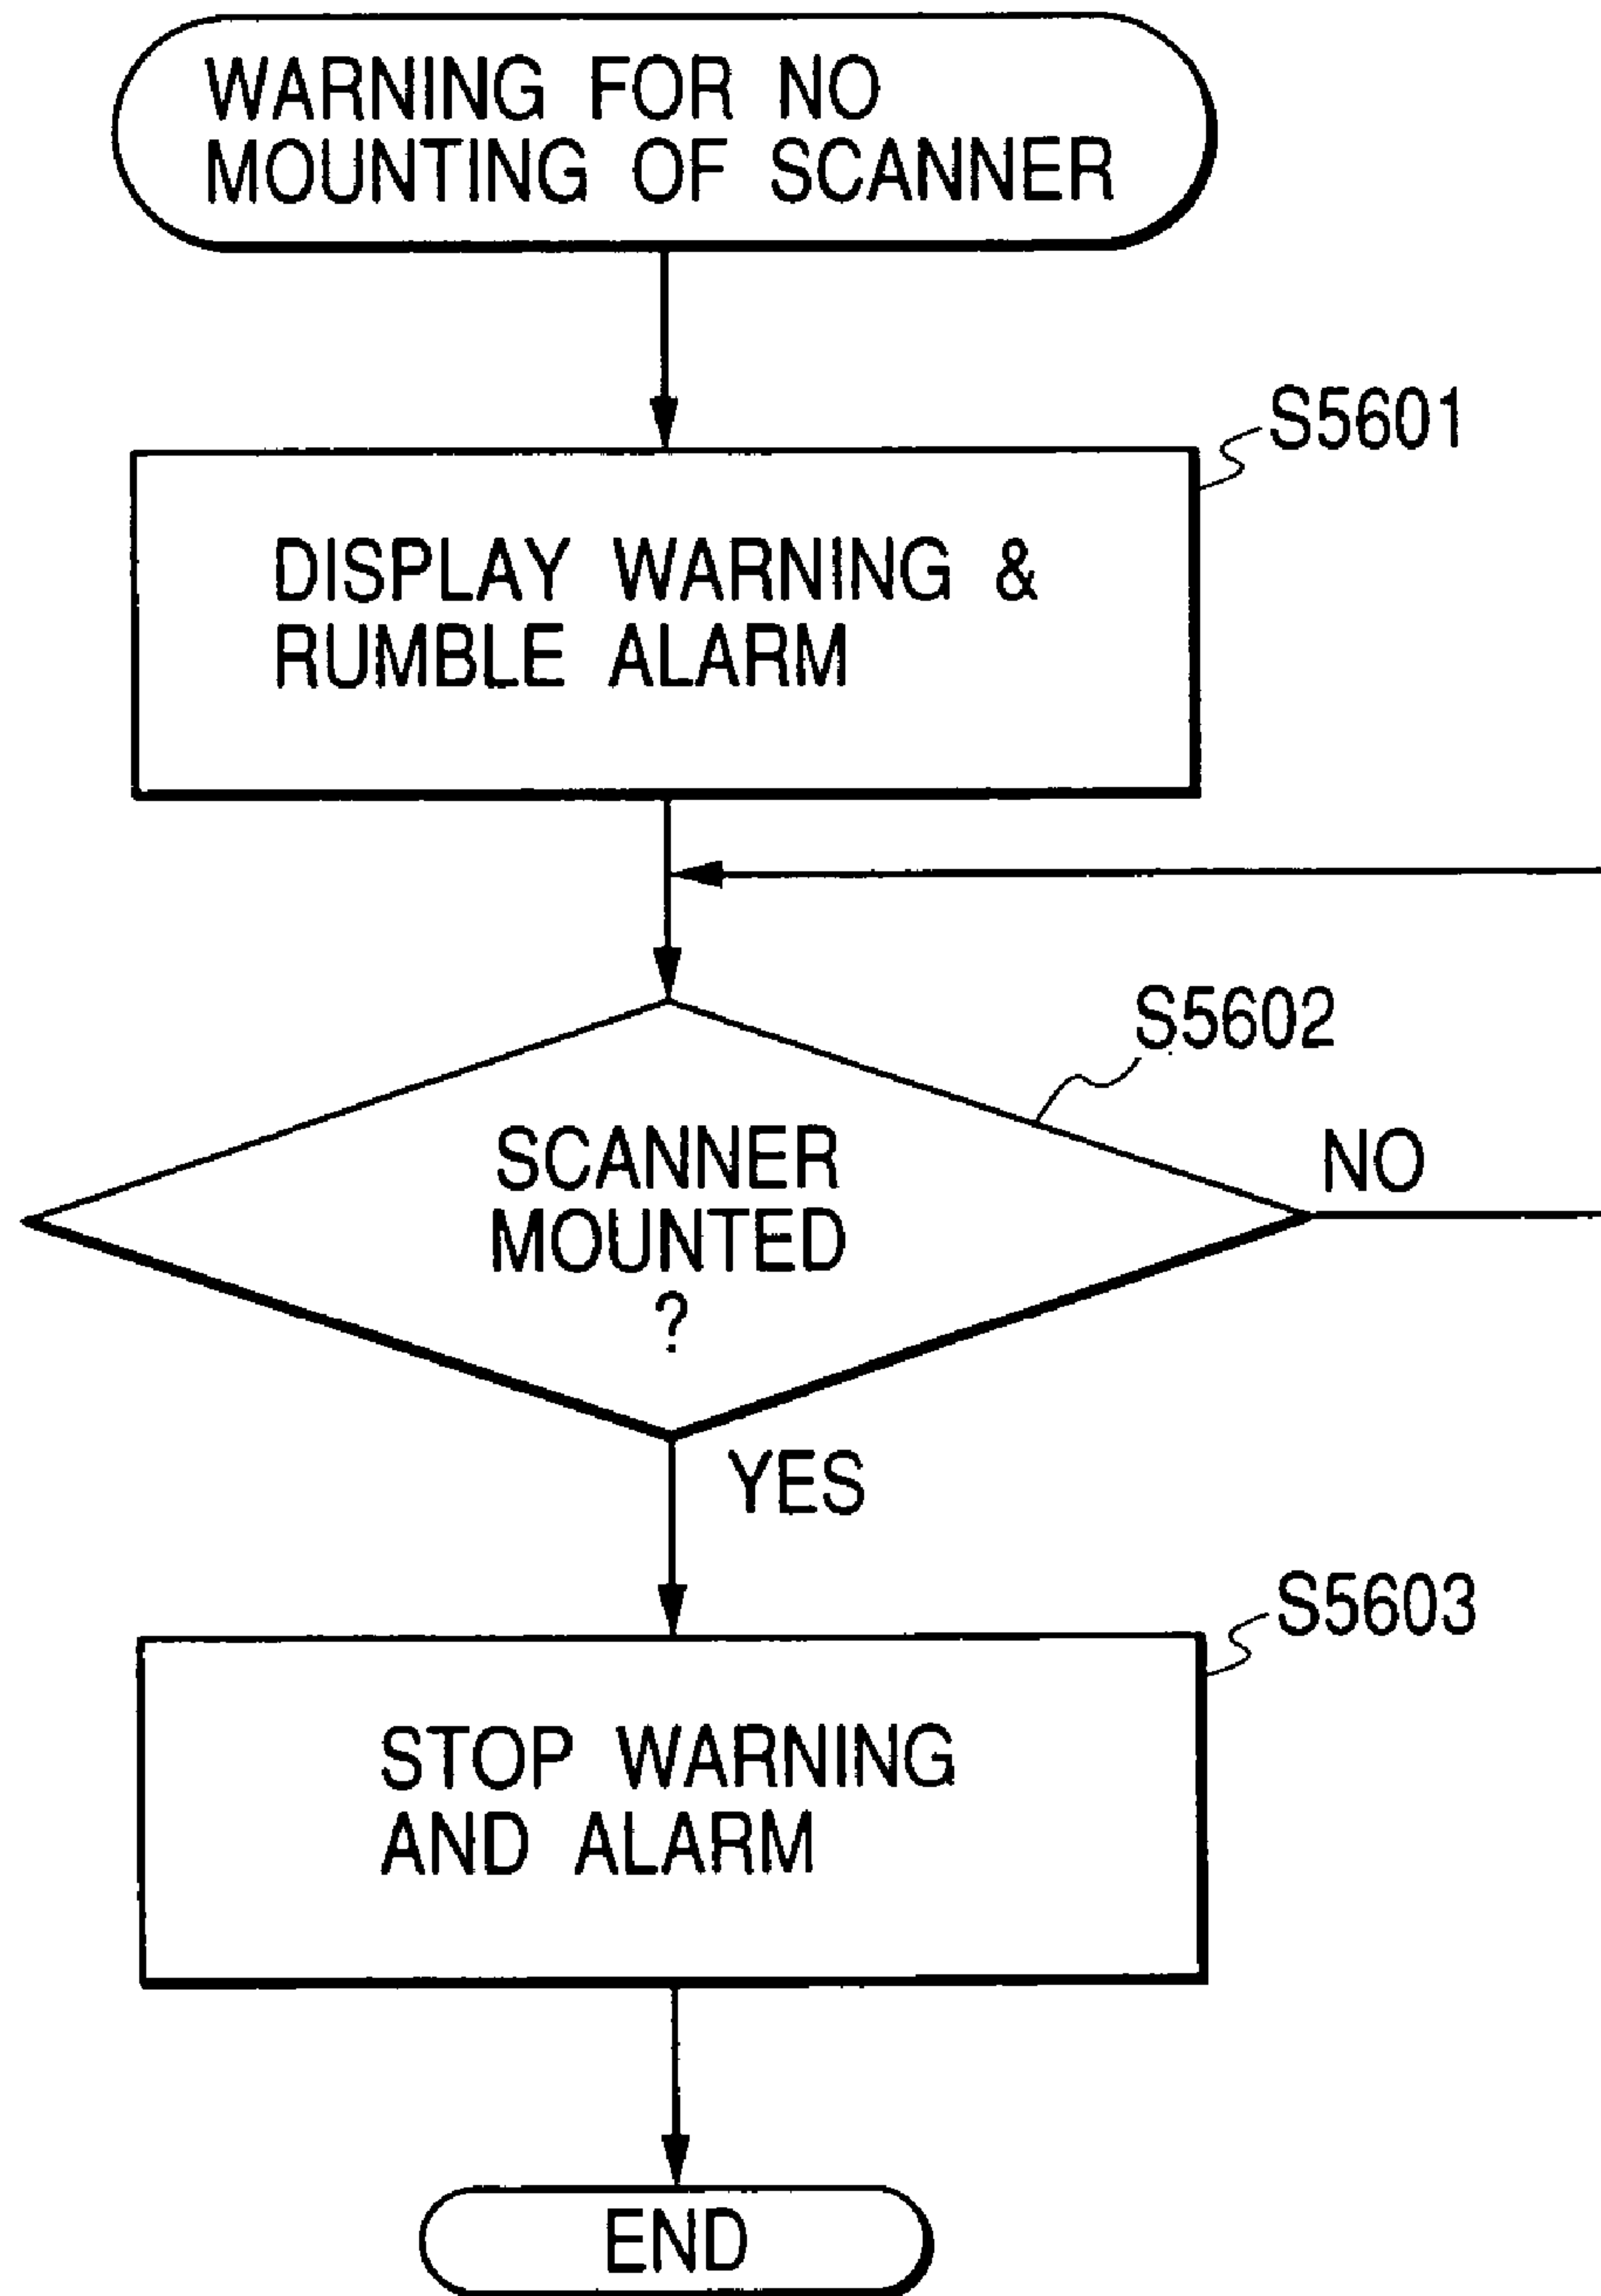 WARNING FOR NO
MOUNTING OF SCANNER
S5601
DISPLAY WARNING &
RUMBLE ALARM
S5602
SCANNER
MOUNTED
?
NO
YES
S5603
STOP WARNING
AND ALARM
END